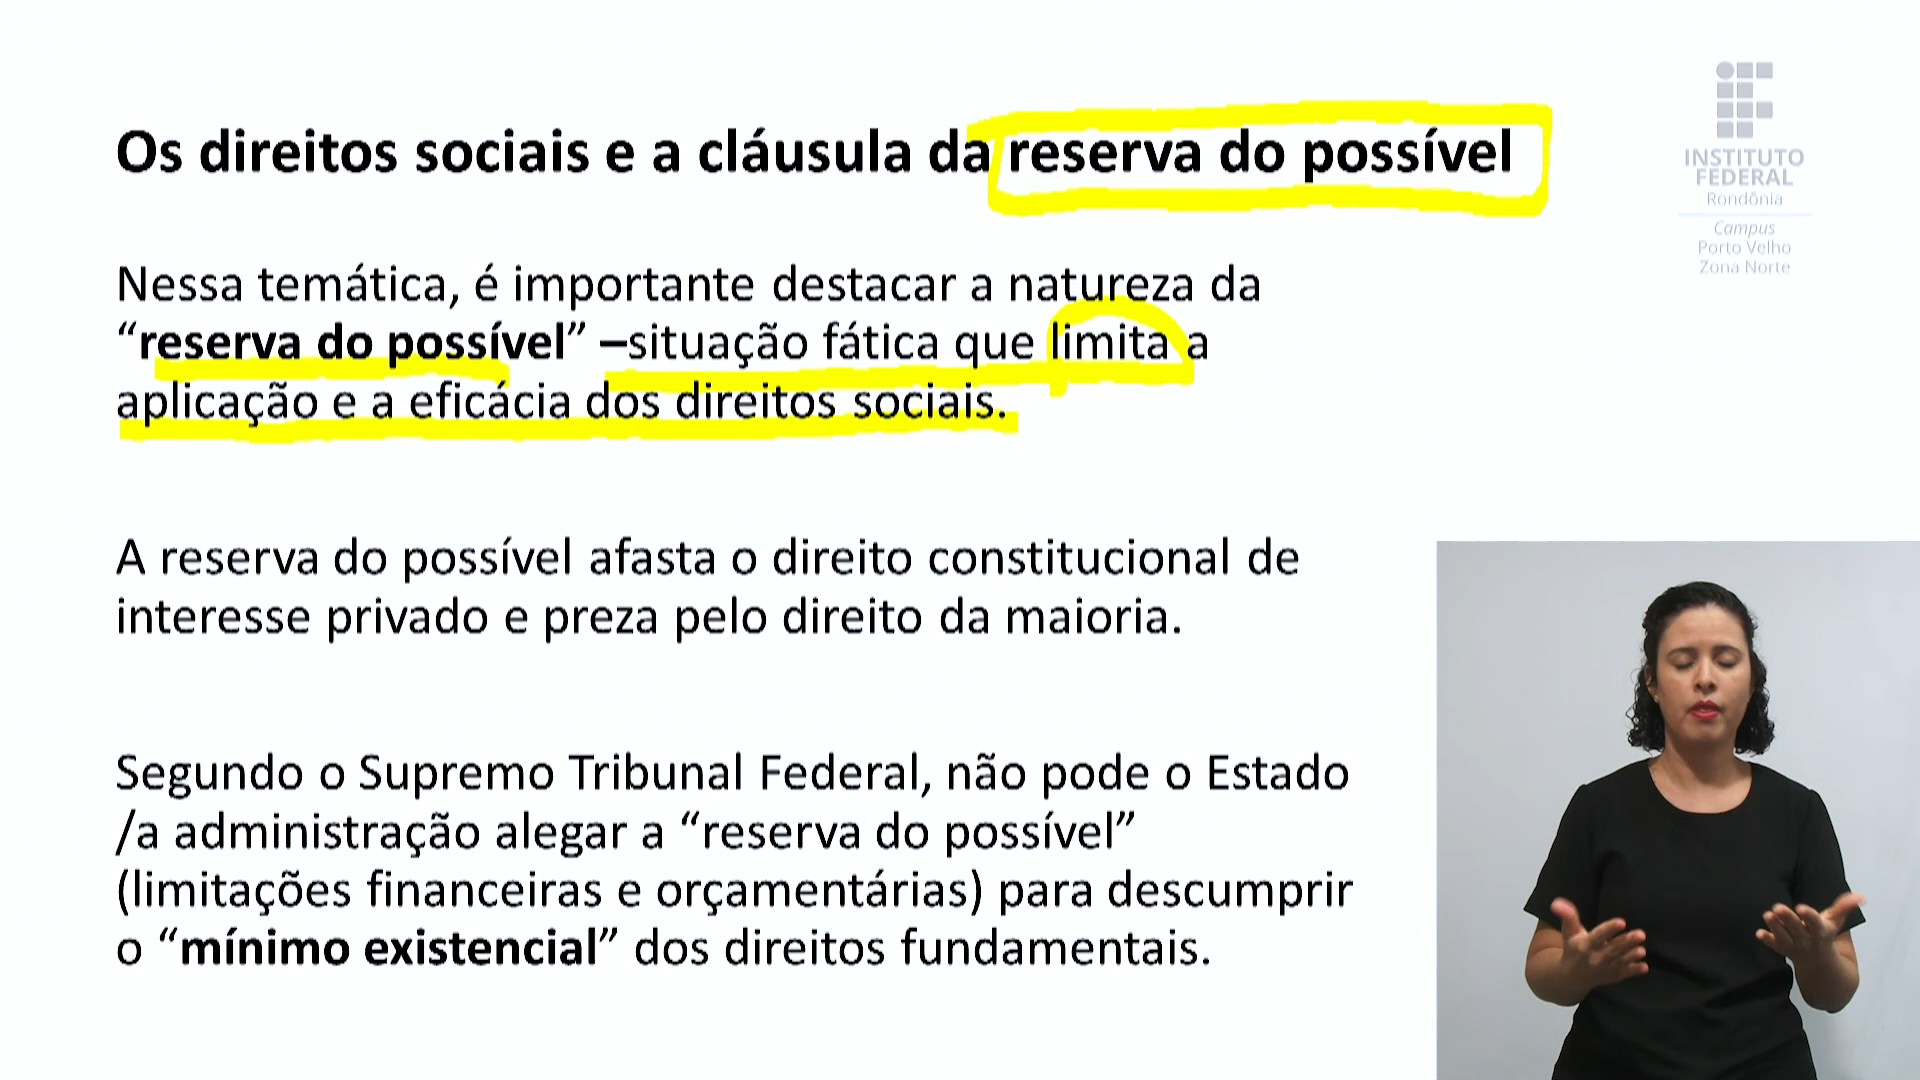 Os direitos sociais e a cláusula da reserva do possível
INSTITUTO
FEDERAL
Rondônia
Campus
Porto Velho
Zona Norte
Nessa temática, é importante destacar a natureza da
“reserva do possível” –situação fática que limita a
aplicação e a eficácia dos direitos sociais.
A reserva do possível afasta o direito constitucional de
interesse privado e preza pelo direito da maioria.
Segundo o Supremo Tribunal Federal, não pode o Estado
/a administração alegar a “reserva do possível”
(limitações financeiras e orçamentárias) para descumprir
o “mínimo existencial” dos direitos fundamentais.